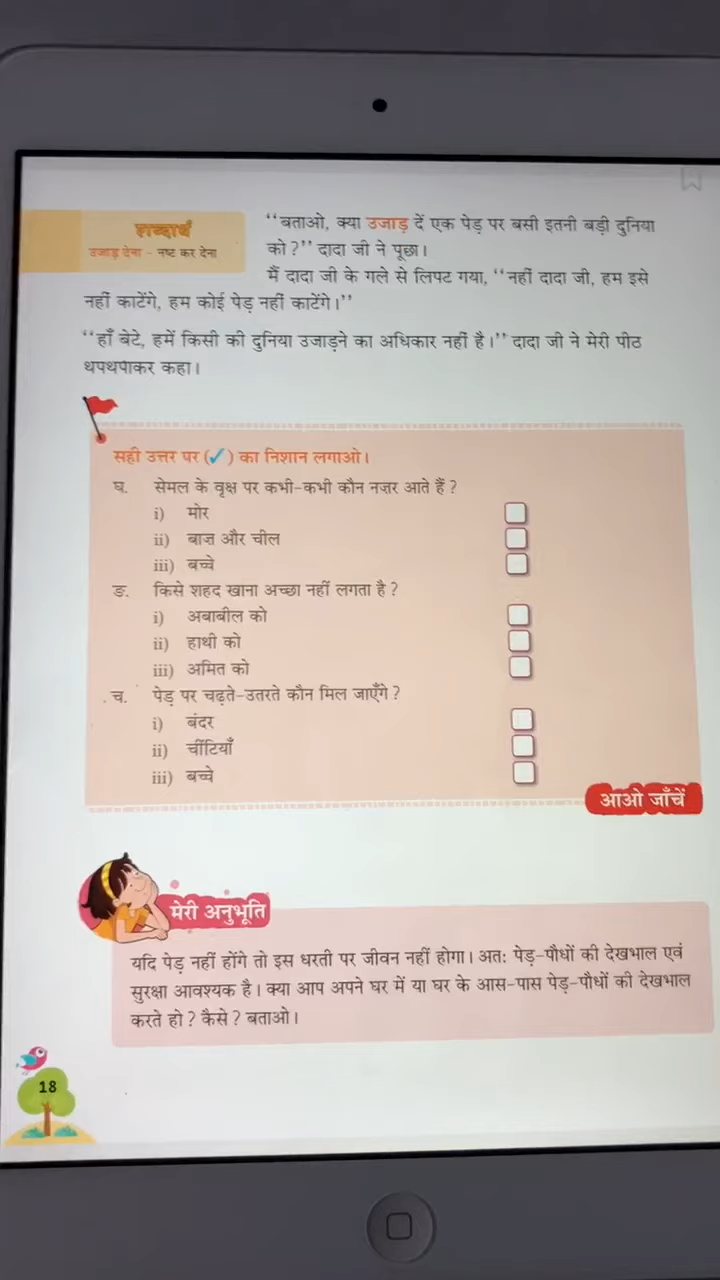 शब्दार्थ
उजाड़ देना - नष्ट कर देना
“बताओ, क्या उजाड़ दें एक पेड़ पर बसी इतनी बड़ी दुनिया
को?” दादा जी ने पूछा।
मैं दादा जी के गले से लिपट गया, “नहीं दादा जी, हम इसे
नहीं काटेंगे, हम कोई पेड़ नहीं काटेंगे।”
“हाँ बेटे, हमें किसी की दुनिया उजाड़ने का अधिकार नहीं है।” दादा जी ने मेरी पीठ
थपथपाकर कहा।
सही उत्तर पर (✓) का निशान लगाओ।
घ. सेमल के वृक्ष पर कभी-कभी कौन नज़र आते हैं?
i) मोर
ii) बाज़ और चील
iii) बच्चे
ङ. किसे शहद खाना अच्छा नहीं लगता है?
i) अबाबील को
ii) हाथी को
iii) अमित को
च. पेड़ पर चढ़ते-उतरते कौन मिल जाएँगे?
i) बंदर
ii) चींटियाँ
iii) बच्चे
आओ जाँचें
मेरी अनुभूति
यदि पेड़ नहीं होंगे तो इस धरती पर जीवन नहीं होगा। अत: पेड़-पौधों की देखभाल एवं
सुरक्षा आवश्यक है। क्या आप अपने घर में या घर के आस-पास पेड़-पौधों की देखभाल
करते हो? कैसे? बताओ।
18